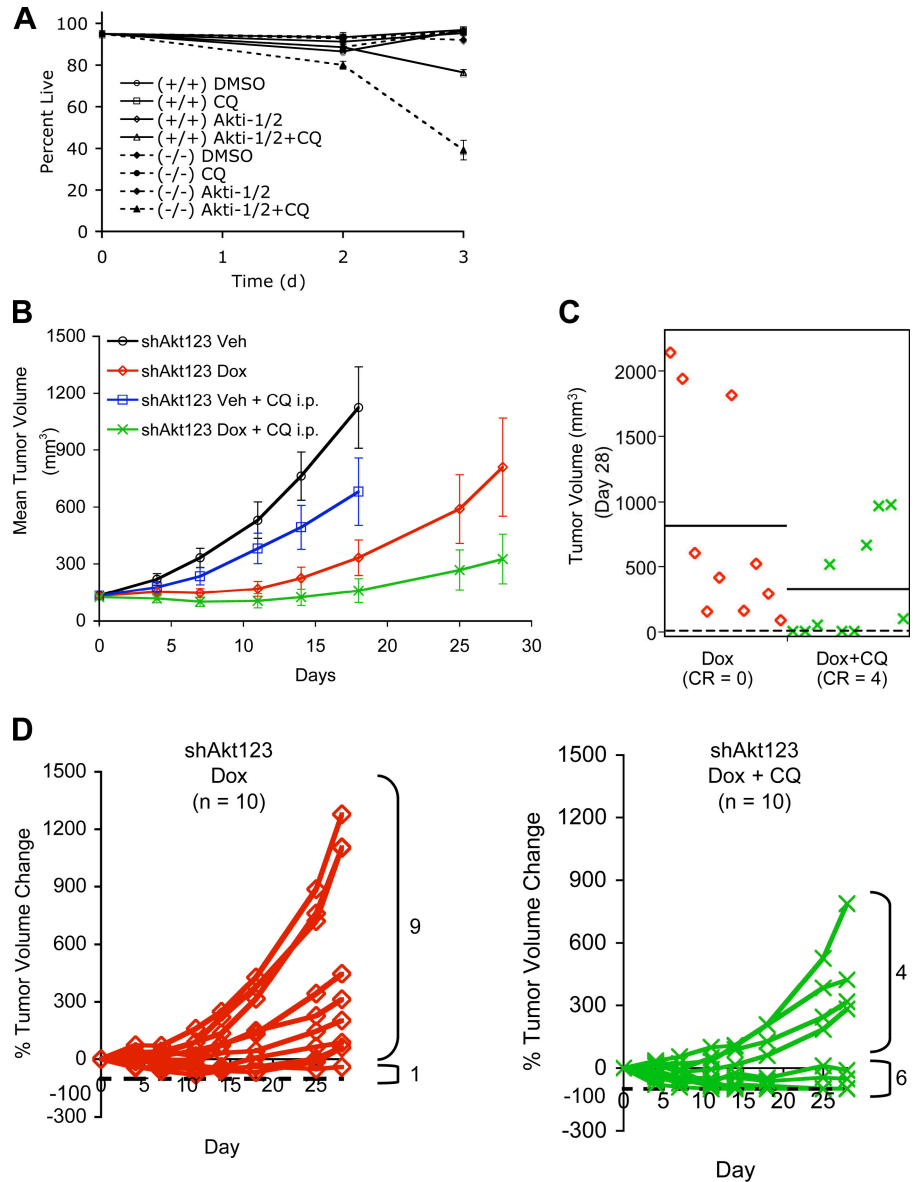 A
100
80
60
40
20
0
Percent Live
(+/+) DMSO
(+/+) CQ
(+/+) Akti-1/2
(+/+) Akti-1/2+CQ
(-/-) DMSO
(-/-) CQ
(-/-) Akti-1/2
(-/-) Akti-1/2+CQ
0 1 2 3
Time (d)
B
1500
1200
900
600
300
0
Mean Tumor Volume
(mm³)
shAkt123 Veh
shAkt123 Dox
shAkt123 Veh + CQ i.p.
shAkt123 Dox + CQ i.p.
0 5 10 15 20 25 30
Days
C
2000
1500
1000
500
0
Tumor Volume (mm³)
(Day 28)
Dox Dox+CQ
(CR = 0) (CR = 4)
D
shAkt123
Dox
(n = 10)
1500
1200
900
600
300
0
-100
-300
% Tumor Volume Change
0 5 10 15 20 25
9
1
Day
shAkt123
Dox + CQ
(n = 10)
1500
1200
900
600
300
0
-100
-300
% Tumor Volume Change
0 5 10 15 20 25
4
6
Day